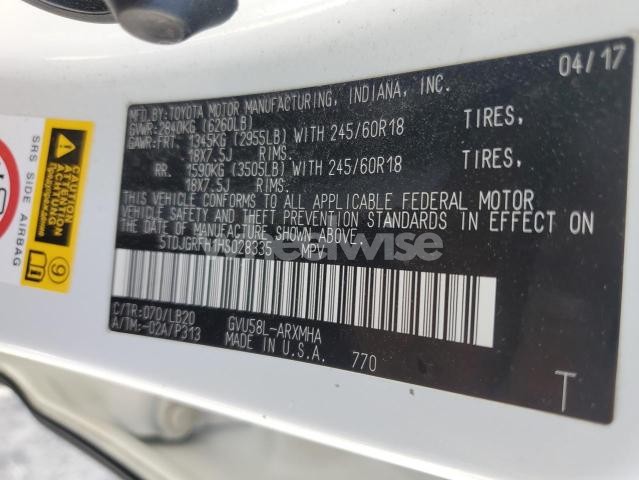 04/17
MFD.BY:TOYOTA MOTOR MANUFACTURING, INDIANA, INC.
GVWR:2840KG (6260LB)
GAWR:FRT. 1345KG (2955LB) WITH 245/60R18 TIRES,
18X7.5J RIMS.
RR. 1590KG (3505LB) WITH 245/60R18 TIRES,
18X7.5J RIMS.
THIS VEHICLE CONFORMS TO ALL APPLICABLE FEDERAL MOTOR
VEHICLE SAFETY AND THEFT PREVENTION STANDARDS IN EFFECT ON
THE DATE OF MANUFACTURE SHOWN ABOVE.
5TDJGRFH1HS028335 MPV
C/TR:070/LB20 GVU58L-ARXMHA
A/TM:-02A/P313 MADE IN U.S.A. 770
T
SRS SIDE AIRBAG
CAUTION
ATTENTION
9